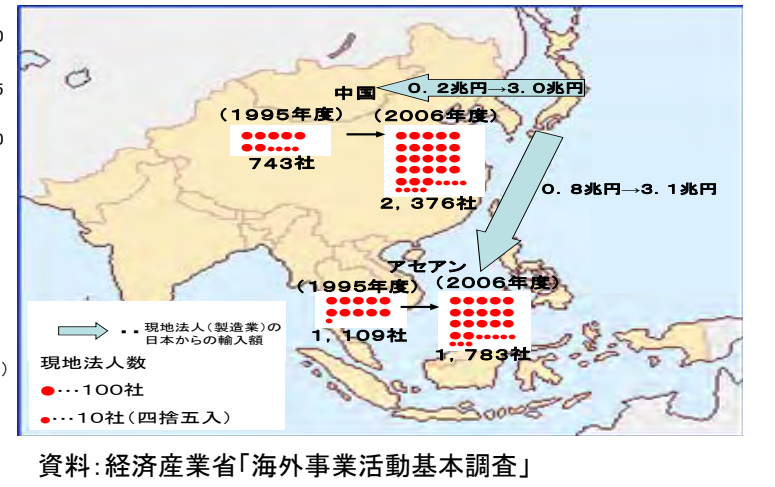 0
5
0
)
中国
0.2兆円→3.0兆円
(1995年度)
(2006年度)
743社
2,376社
0.8兆円→3.1兆円
アセアン
(1995年度)
(2006年度)
1,109社
1,783社
‥現地法人(製造業)の
日本からの輸入額
現地法人数
●…100社
●…10社(四捨五入)
資料:経済産業省「海外事業活動基本調査」